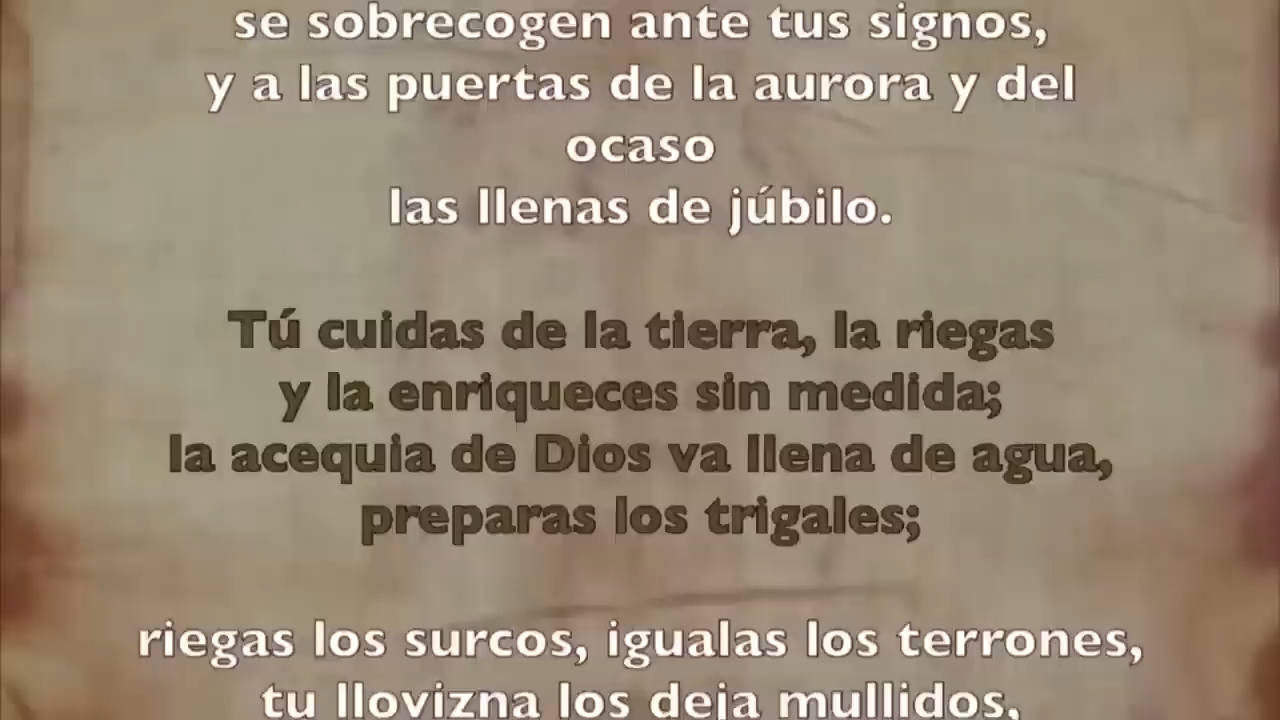 se sobrecogen ante tus signos,
y a las puertas de la aurora y del
ocaso
las llenas de júbilo.
Tú cuidas de la tierra, la riegas
y la enriqueces sin medida;
la acequia de Dios va llena de agua,
preparas los trigales;
riegas los surcos, igualas los terrones,
tu llovizna los deja mullidos,